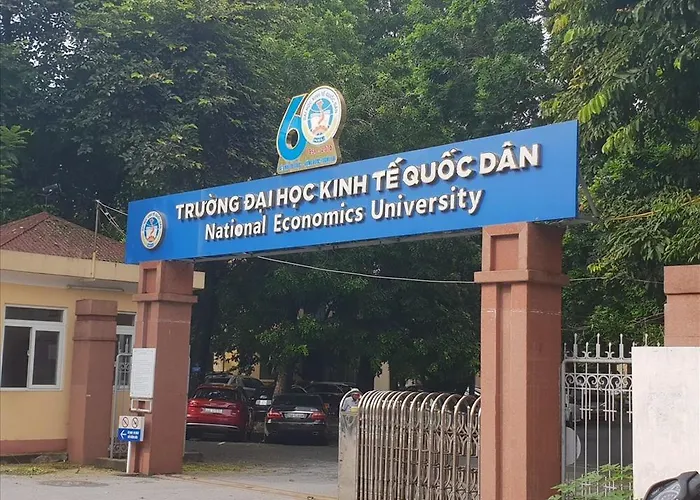 60
TRƯỜNG ĐẠI HỌC KINH TẾ QUỐC DÂN
National Economics University